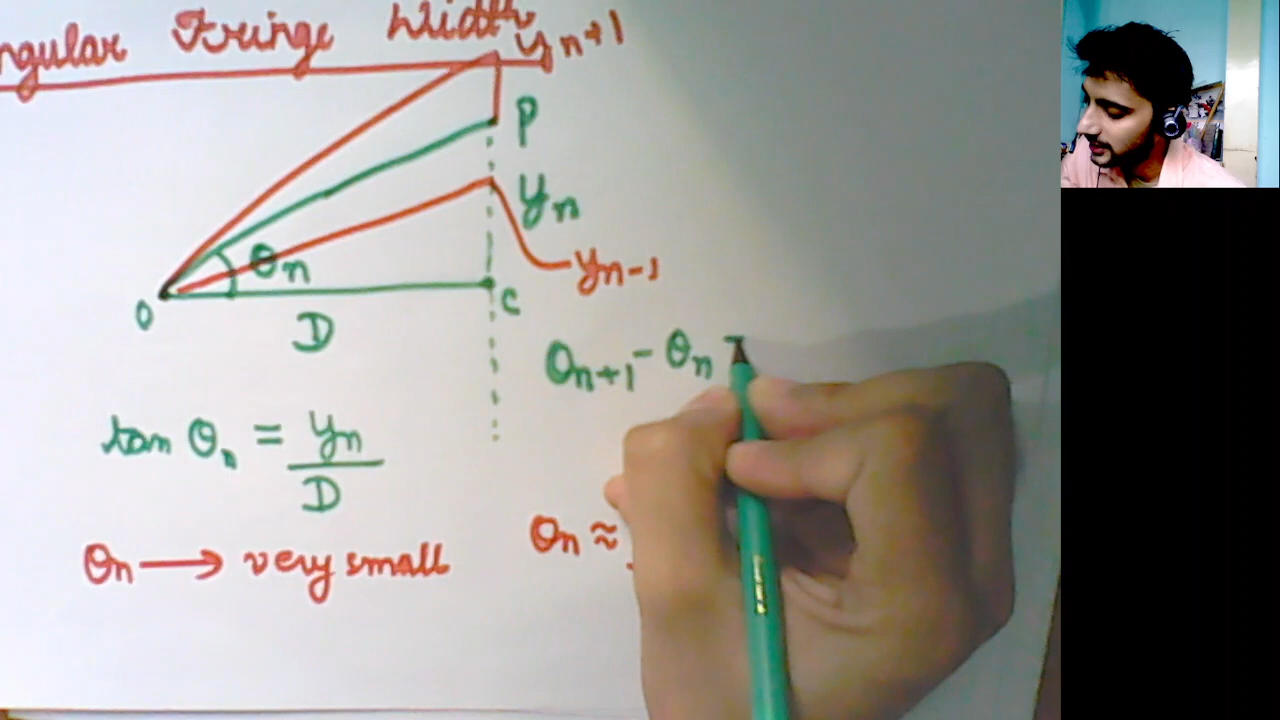 ngular Fringe Width
yn+1
P
yn
θn
yn-1
O
C
D
θn+1 - θn
tan θn = yn/D
θn → very small
θn ≈